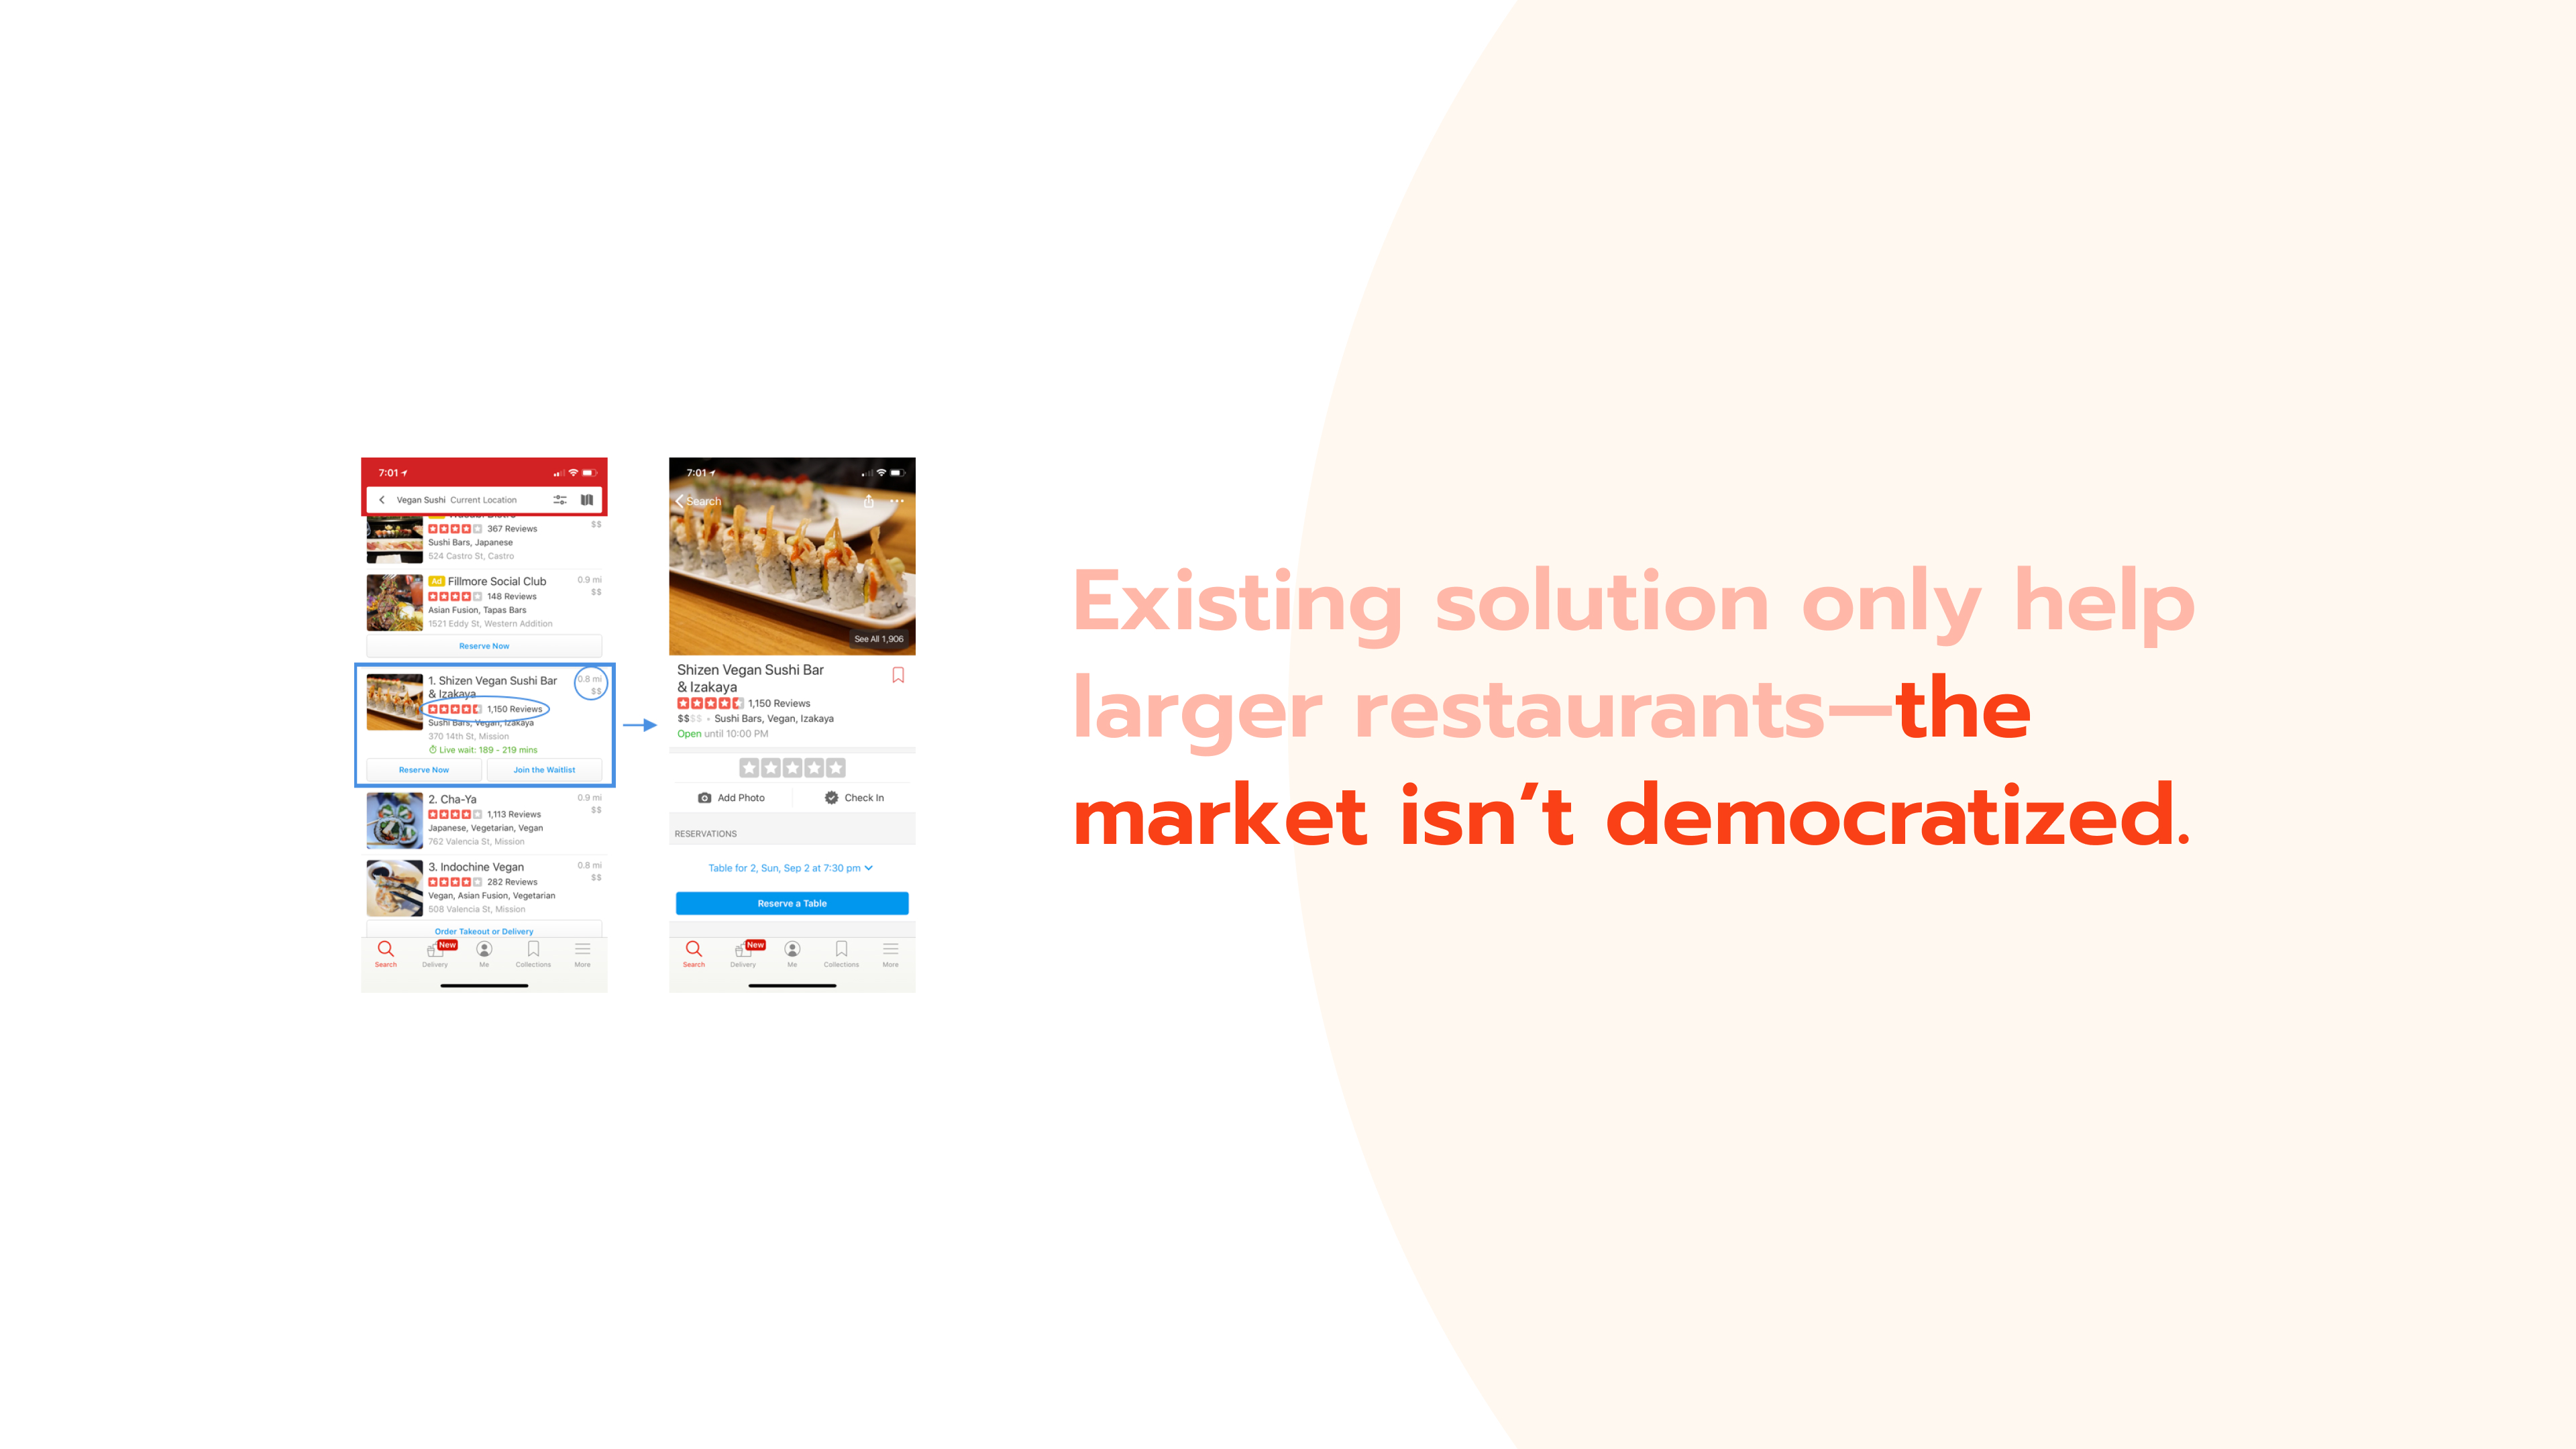 7:01
Vegan Sushi Current Location
367 Reviews
$$
Sushi Bars, Japanese
524 Castro St, Castro
Ad Fillmore Social Club
0.9 mi
148 Reviews
$$
Asian Fusion, Tapas Bars
1521 Eddy St, Western Addition
Reserve Now
1. Shizen Vegan Sushi Bar
& Izakaya
0.8 mi
$$
1,150 Reviews
Sushi Bars, Vegan, Izakaya
370 14th St, Mission
Live wait: 189 - 219 mins
Reserve Now
Join the Waitlist
2. Cha-Ya
0.9 mi
1,113 Reviews
$$
Japanese, Vegetarian, Vegan
762 Valencia St, Mission
3. Indochine Vegan
0.8 mi
282 Reviews
$$
Vegan, Asian Fusion, Vegetarian
508 Valencia St, Mission
Order Takeout or Delivery
New
Search
Delivery
Me
Collections
More
7:01
Search
See All 1,906
Shizen Vegan Sushi Bar
& Izakaya
1,150 Reviews
$$$$ • Sushi Bars, Vegan, Izakaya
Open until 10:00 PM
Add Photo
Check In
RESERVATIONS
Table for 2, Sun, Sep 2 at 7:30 pm
Reserve a Table
New
Search
Delivery
Me
Collections
More
Existing solution only help
larger restaurants—the
market isn’t democratized.